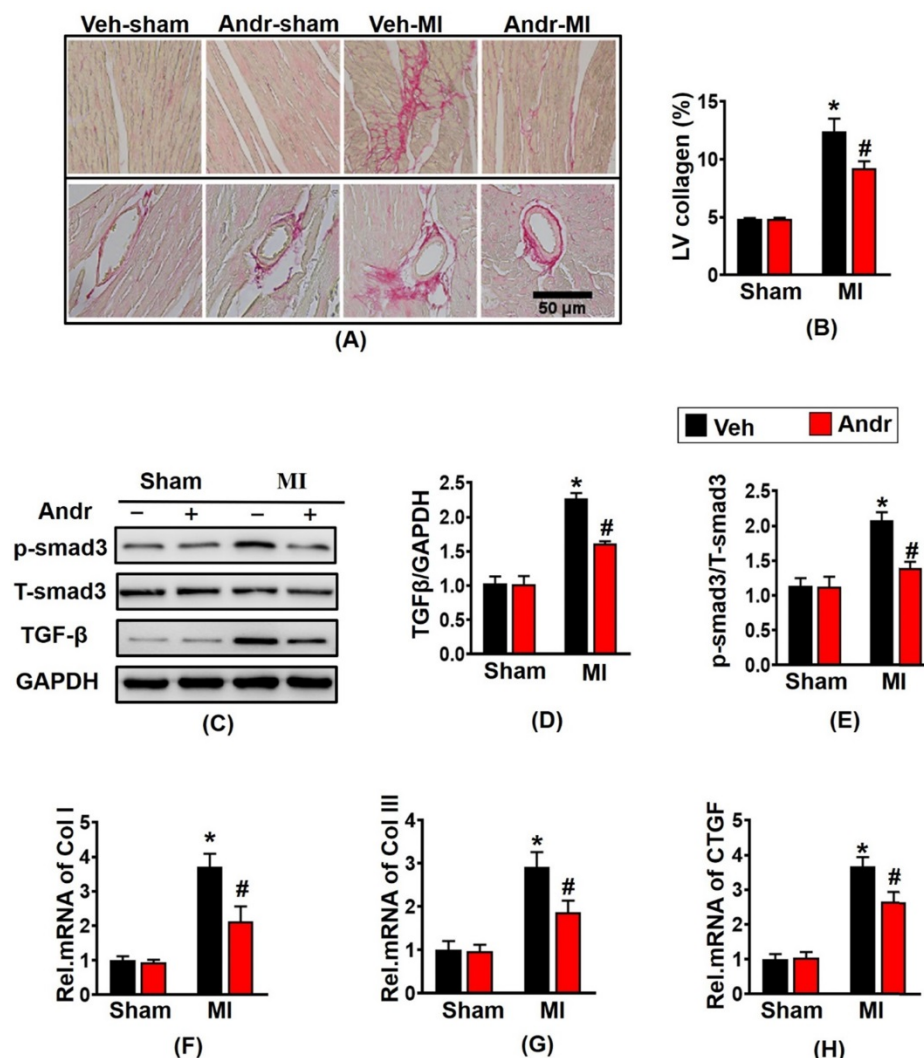 Veh-sham Andr-sham Veh-MI Andr-MI
50 µm
(A)
LV collagen (%)
15
10
5
0
*
#
Sham MI
(B)
Veh Andr
Sham MI
Andr − + − +
p-smad3
T-smad3
TGF-β
GAPDH
(C)
TGFβ/GAPDH
2.5
2.0
1.5
1.0
0.5
0.0
*
#
Sham MI
(D)
p-smad3/T-smad3
2.5
2.0
1.5
1.0
0.5
0.0
*
#
Sham MI
(E)
Rel.mRNA of Col I
5
4
3
2
1
0
*
#
Sham MI
(F)
Rel.mRNA of Col III
4
3
2
1
0
*
#
Sham MI
(G)
Rel.mRNA of CTGF
5
4
3
2
1
0
*
#
Sham MI
(H)